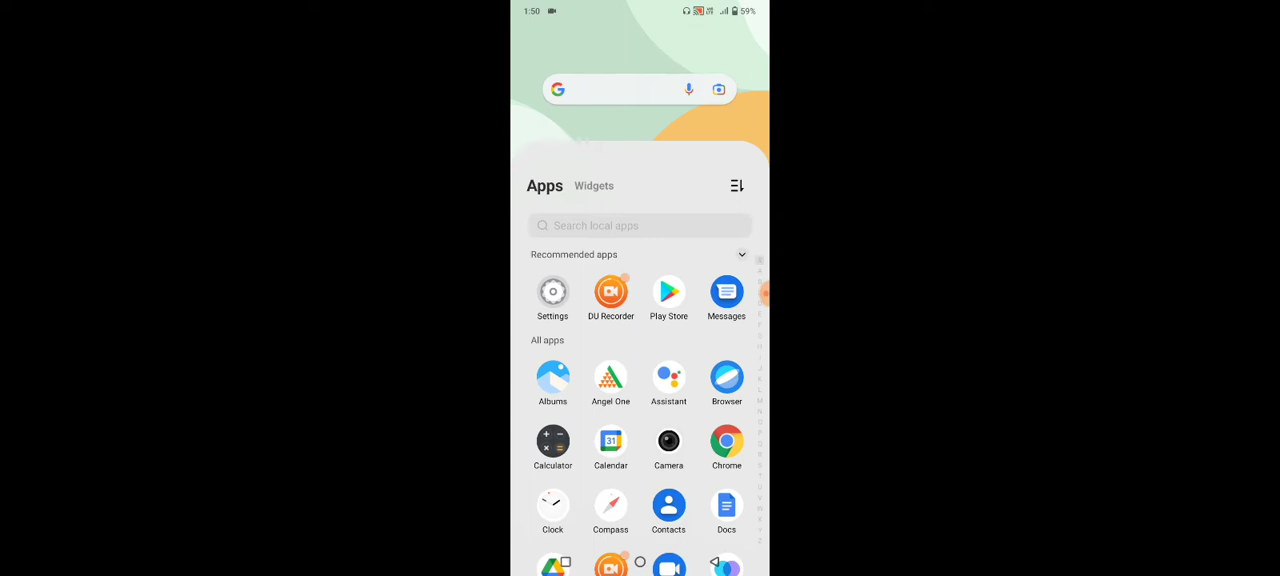 1:50 59%
Apps Widgets
Search local apps
Recommended apps
Settings DU Recorder Play Store Messages
All apps
Albums Angel One Assistant Browser
31
Calculator Calendar Camera Chrome
Clock Compass Contacts Docs